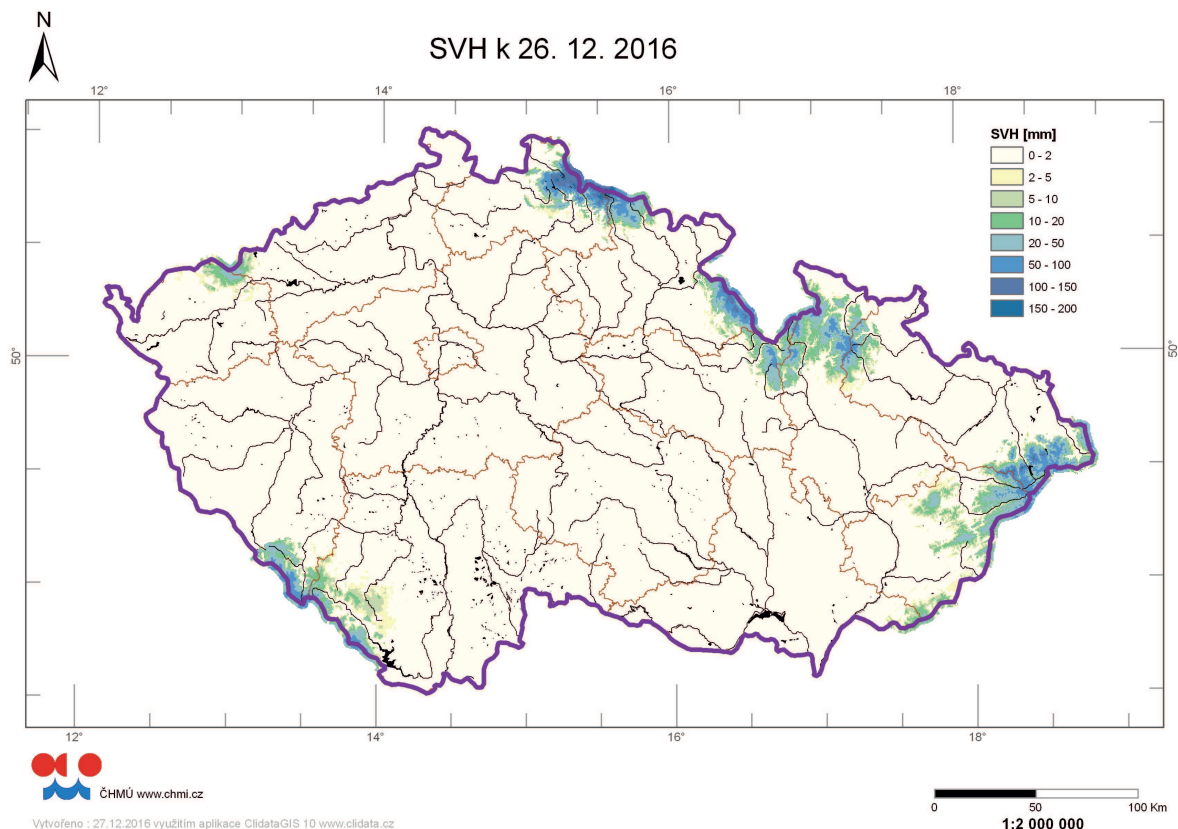 N
SVH k 26. 12. 2016
12° 14° 16° 18°
SVH [mm]
0 - 2
2 - 5
5 - 10
10 - 20
20 - 50
50 - 100
100 - 150
150 - 200
50° 50°
12° 14° 16° 18°
ČHMÚ www.chmi.cz
0 50 100 Km
1:2 000 000
Vytvořeno : 27.12.2016 využitím aplikace ClidataGIS 10 www.clidata.cz